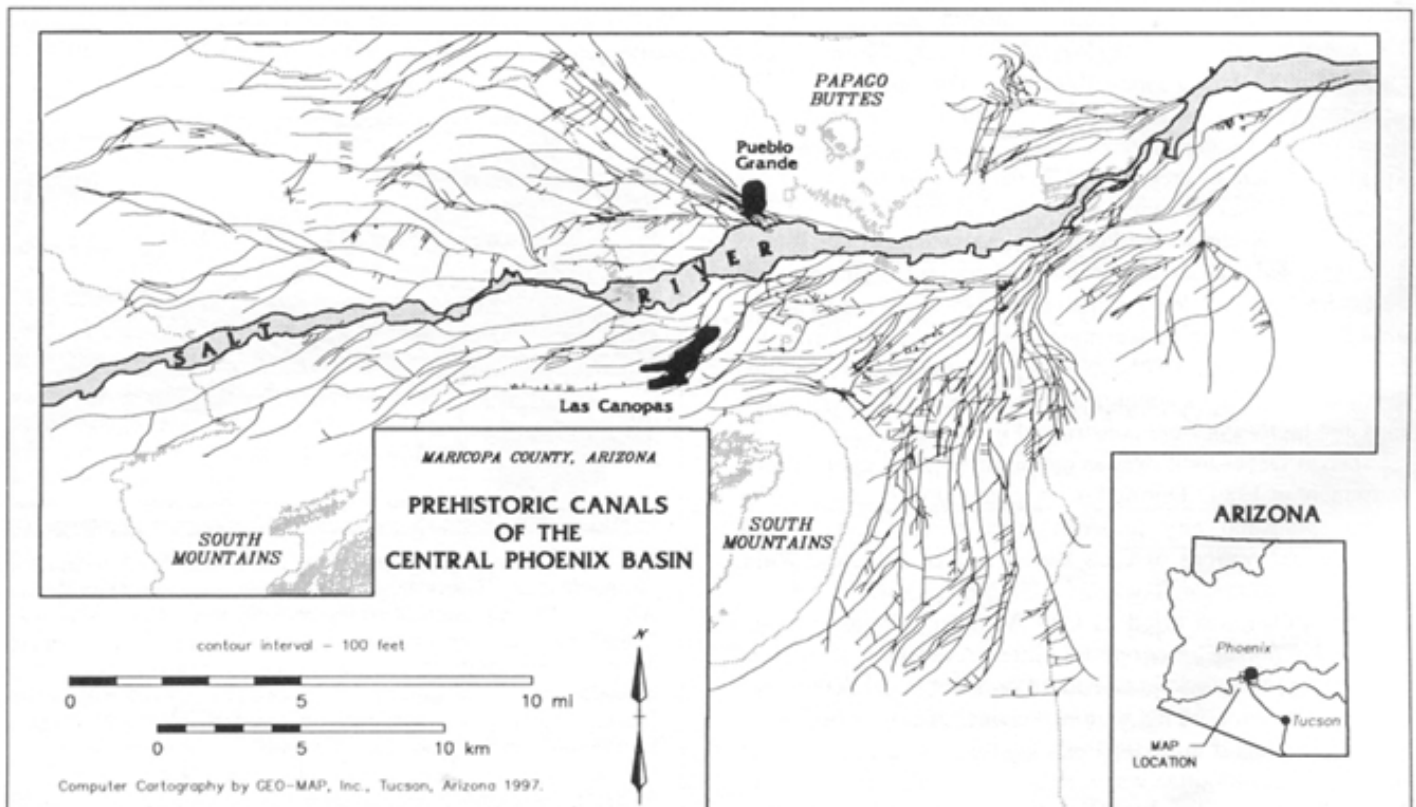 PAPAGO
BUTTES
Pueblo
Grande
SALT RIVER
Las Canopas
MARICOPA COUNTY, ARIZONA
PREHISTORIC CANALS
OF THE
CENTRAL PHOENIX BASIN
SOUTH
MOUNTAINS
SOUTH
MOUNTAINS
ARIZONA
Phoenix
Tucson
MAP
LOCATION
contour interval – 100 feet
N
0 5 10 mi
0 5 10 km
Computer Cartography by GEO-MAP, Inc., Tucson, Arizona 1997.